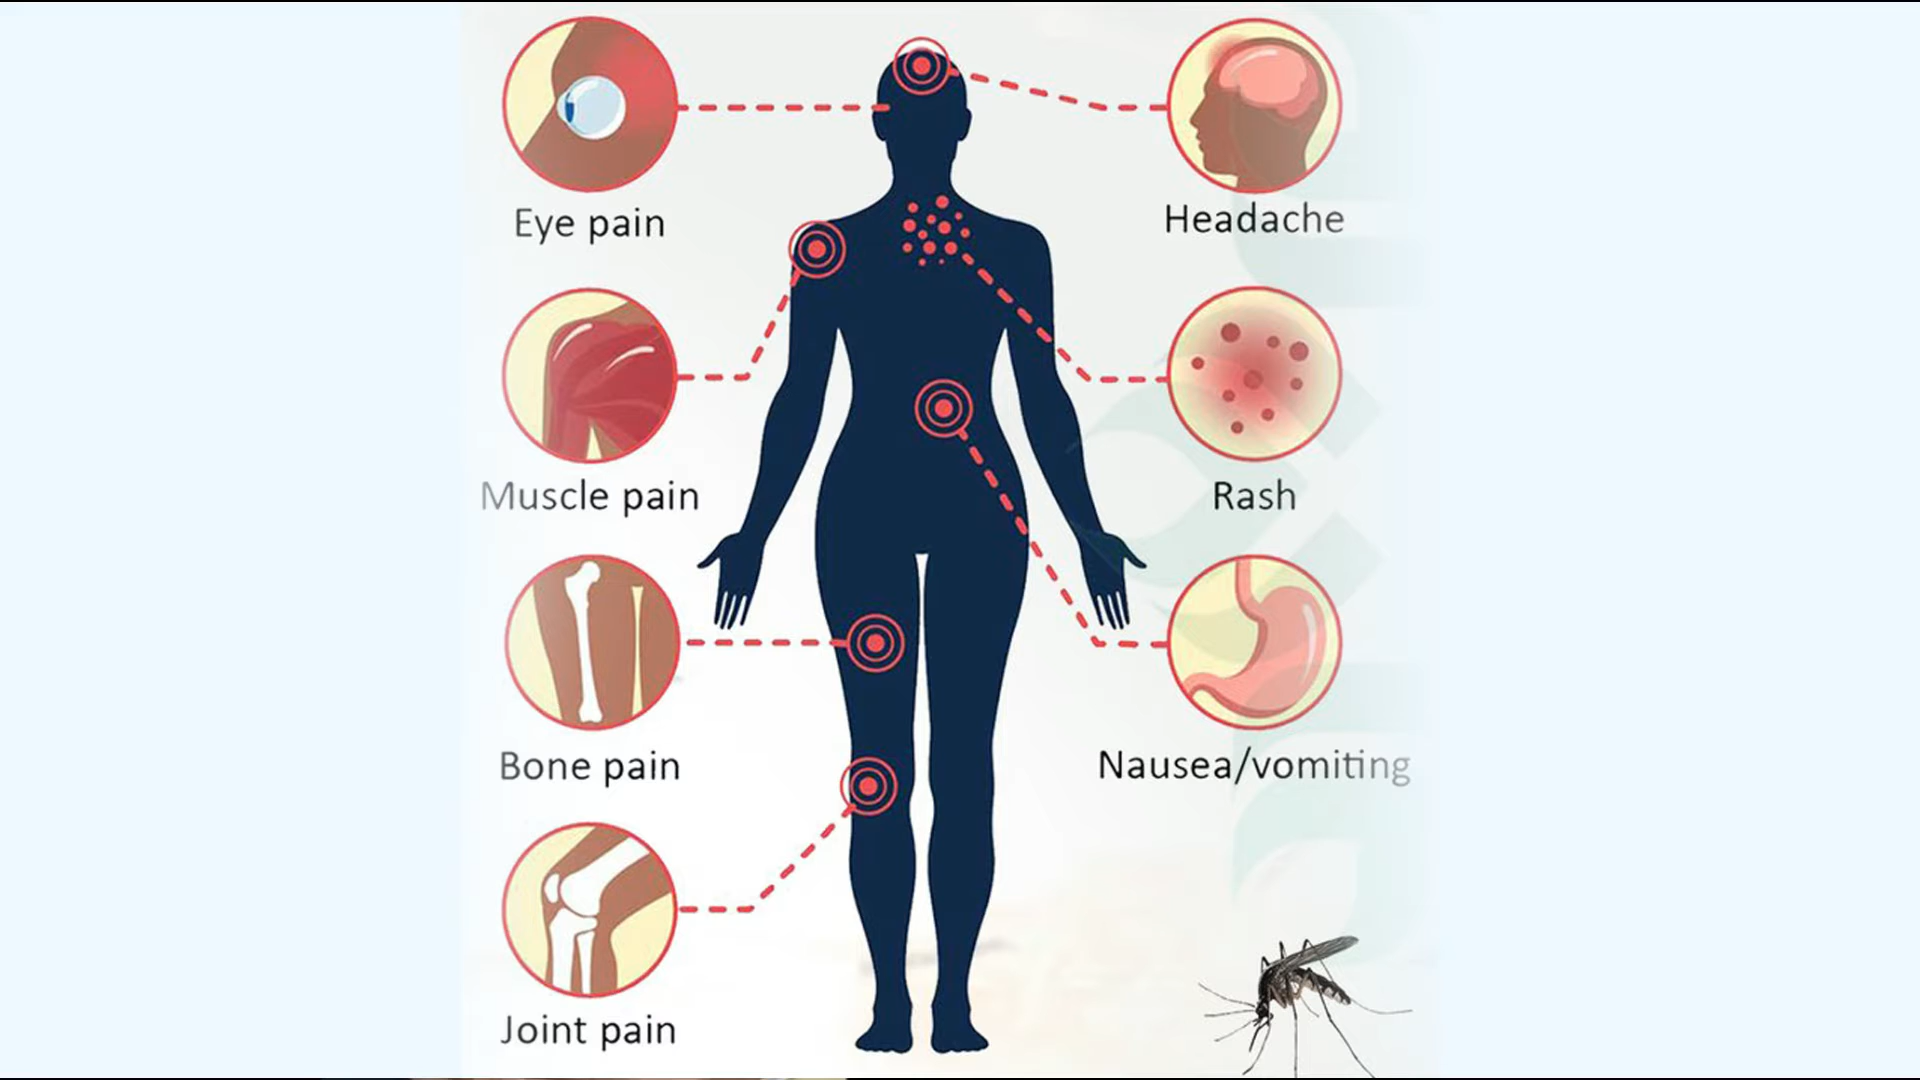 Eye pain
Headache
Muscle pain
Rash
Bone pain
Nausea/vomiting
Joint pain